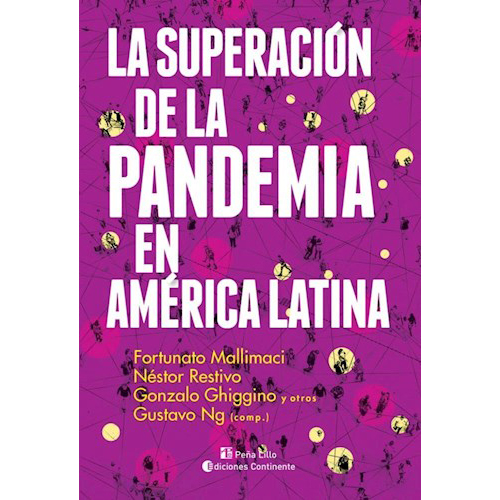 LA SUPERACIÓN
DE LA
PANDEMIA
EN
AMÉRICA LATINA
Fortunato Mallimaci
Néstor Restivo
Gonzalo Ghiggino y otros
Gustavo Ng (comp.)
Peña Lillo
Ediciones Continente